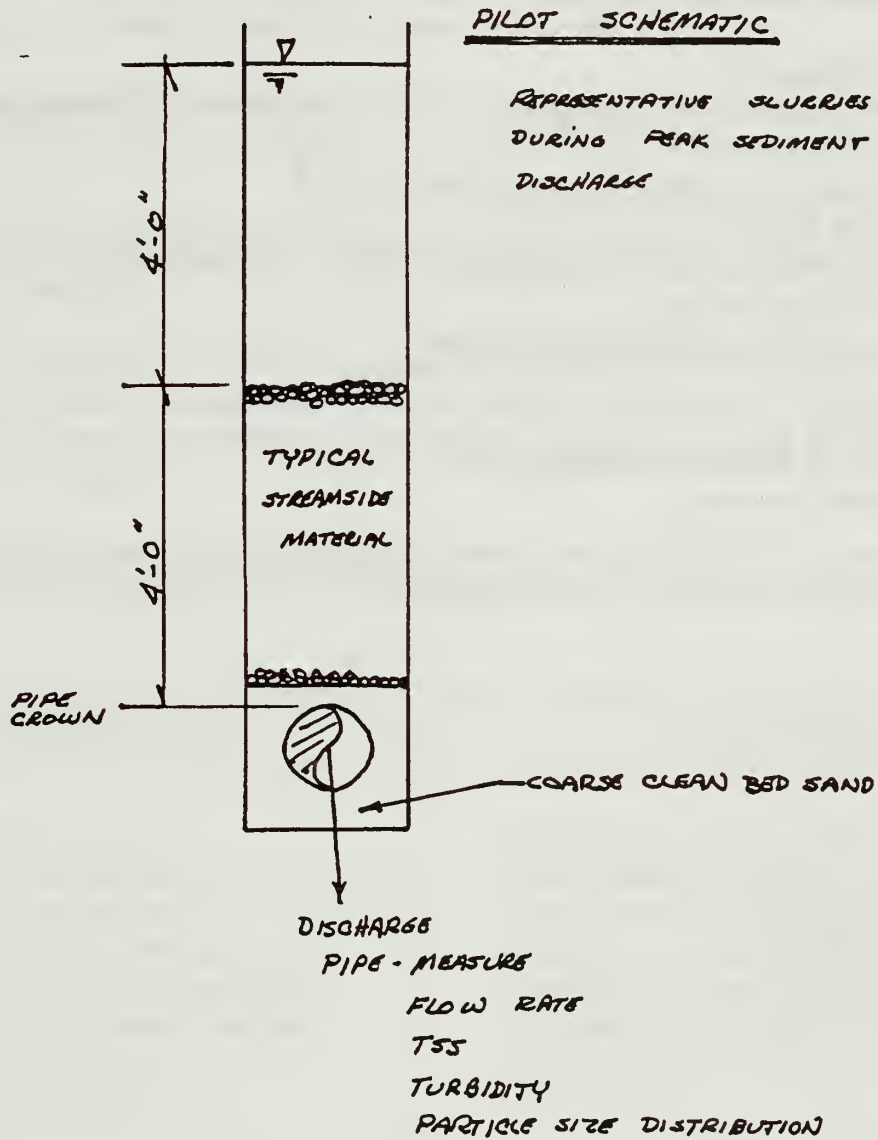 PILOT SCHEMATIC
REPRESENTATIVE SLURRIES
DURING PEAK SEDIMENT
DISCHARGE
4'-0"
TYPICAL
STREAMSIDE
MATERIAL
4'-0"
PIPE
CROWN
COARSE CLEAN BED SAND
DISCHARGE
PIPE - MEASURE
FLOW RATE
TSS
TURBIDITY
PARTICLE SIZE DISTRIBUTION